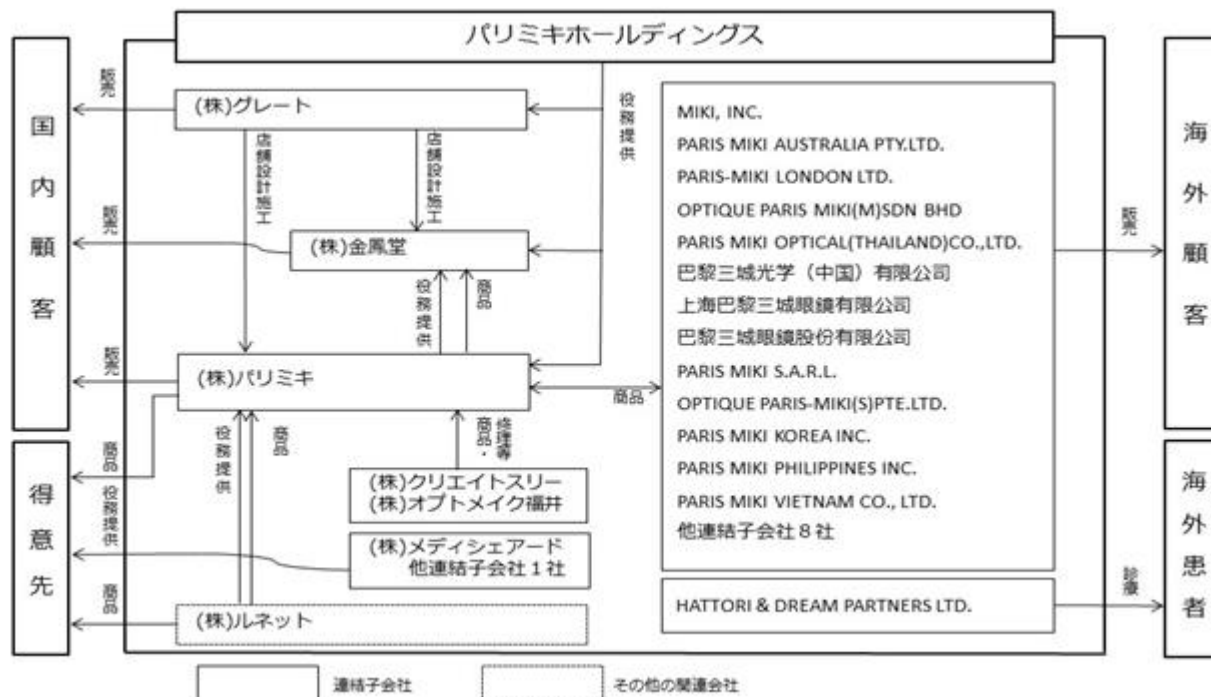 パリミキホールディングス
国内顧客
得意先
海外顧客
海外患者
販売
(株)グレート
役務提供
店舗設計施工
店舗設計施工
販売
(株)金鳳堂
役務提供
商品
販売
(株)パリミキ
商品
商品
役務提供
役務提供
商品
商品・
修理等
(株)クリエイトスリー
(株)オプトメイク福井
(株)メディシェアード
他連結子会社1社
商品
(株)ルネット
MIKI, INC.
PARIS MIKI AUSTRALIA PTY.LTD.
PARIS-MIKI LONDON LTD.
OPTIQUE PARIS MIKI(M)SDN BHD
PARIS MIKI OPTICAL(THAILAND)CO.,LTD.
巴黎三城光学（中国）有限公司
上海巴黎三城眼鏡有限公司
巴黎三城眼鏡股份有限公司
PARIS MIKI S.A.R.L.
OPTIQUE PARIS-MIKI(S)PTE.LTD.
PARIS MIKI KOREA INC.
PARIS MIKI PHILIPPINES INC.
PARIS MIKI VIETNAM CO., LTD.
他連結子会社８社
販売
HATTORI & DREAM PARTNERS LTD.
診療
連結子会社
その他の関連会社